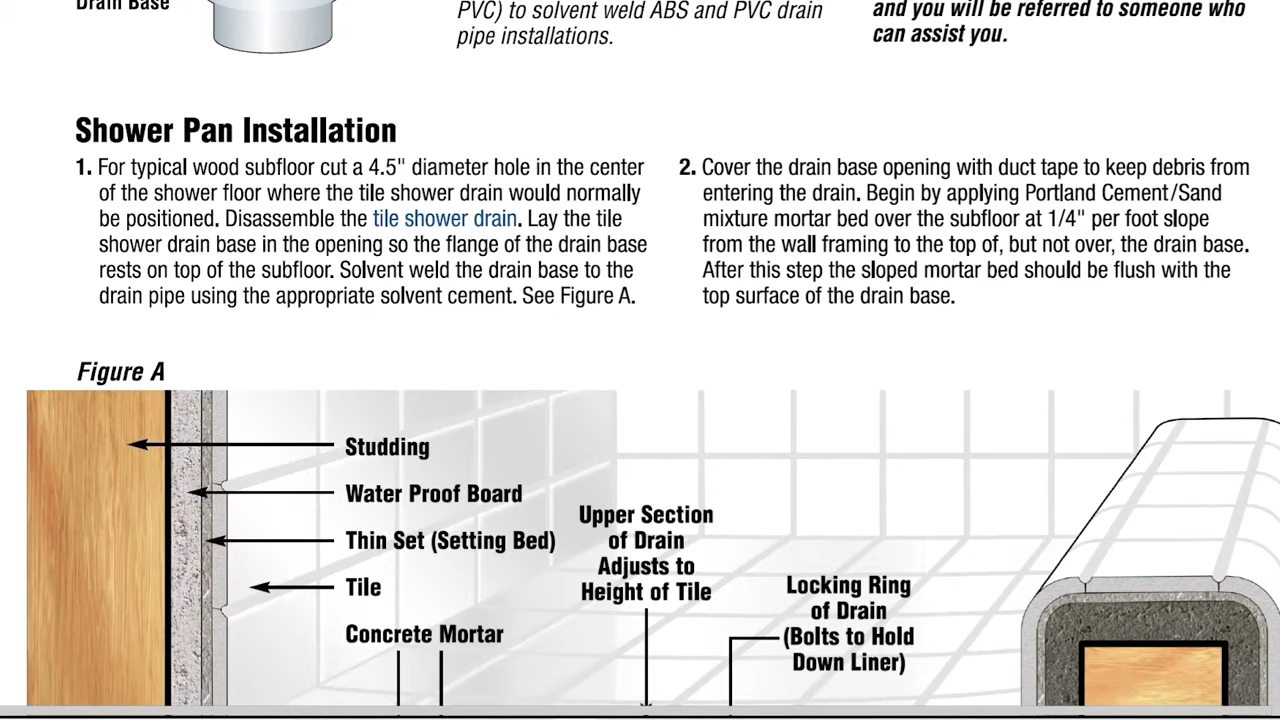 Drain Base
PVC) to solvent weld ABS and PVC drain
pipe installations.
and you will be referred to someone who
can assist you.
Shower Pan Installation
1. For typical wood subfloor cut a 4.5" diameter hole in the center
of the shower floor where the tile shower drain would normally
be positioned. Disassemble the tile shower drain. Lay the tile
shower drain base in the opening so the flange of the drain base
rests on top of the subfloor. Solvent weld the drain base to the
drain pipe using the appropriate solvent cement. See Figure A.
2. Cover the drain base opening with duct tape to keep debris from
entering the drain. Begin by applying Portland Cement/Sand
mixture mortar bed over the subfloor at 1/4" per foot slope
from the wall framing to the top of, but not over, the drain base.
After this step the sloped mortar bed should be flush with the
top surface of the drain base.
Figure A
Studding
Water Proof Board
Thin Set (Setting Bed)
Tile
Concrete Mortar
Upper Section
of Drain
Adjusts to
Height of Tile
Locking Ring
of Drain
(Bolts to Hold
Down Liner)